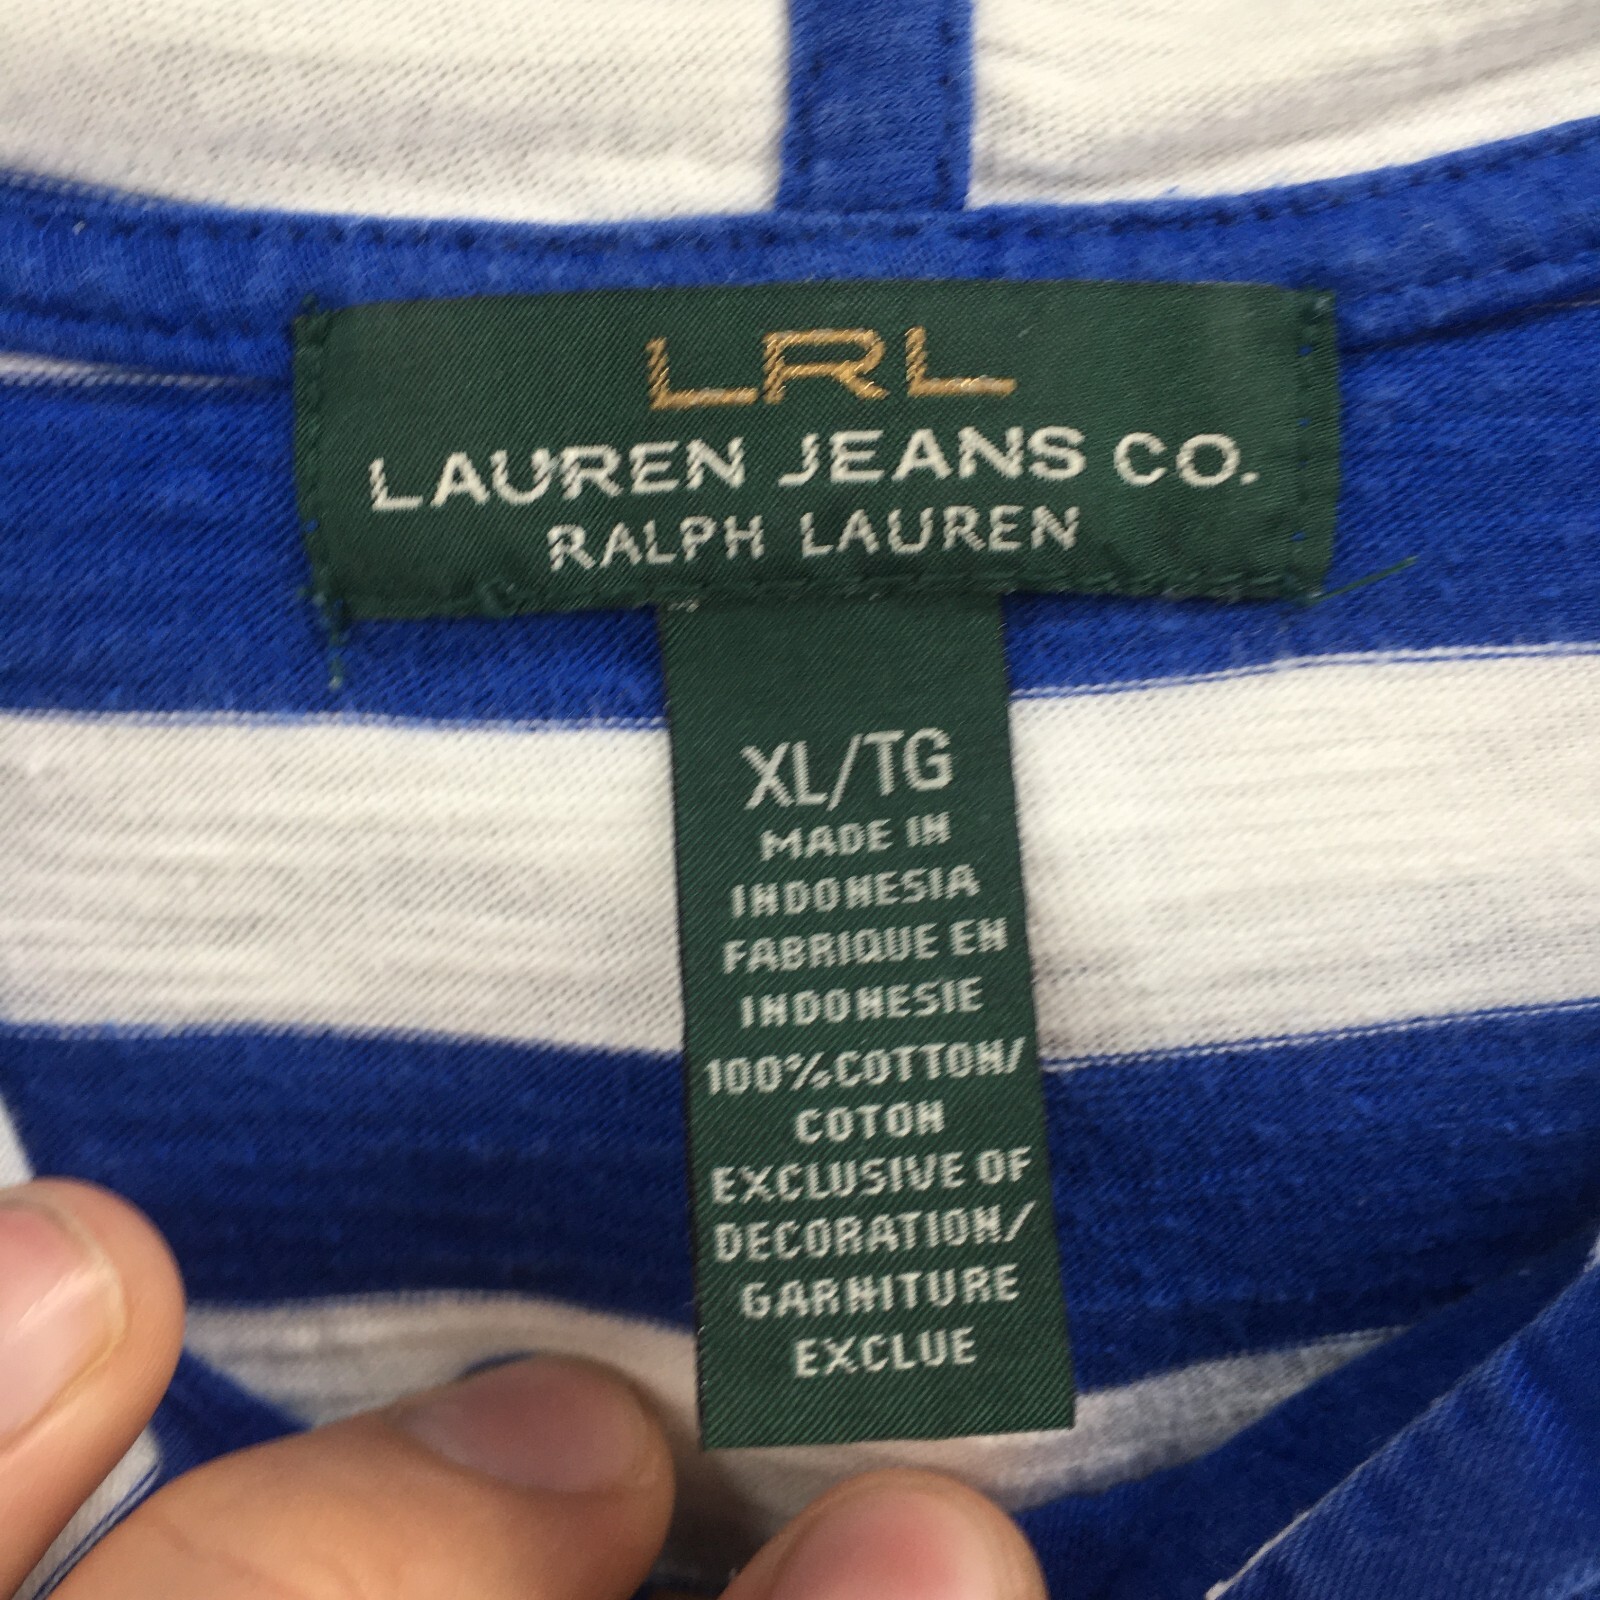 LRL
LAUREN JEANS CO.
RALPH LAUREN
XL/TG
MADE IN
INDONESIA
FABRIQUE EN
INDONESIE
100%COTTON/
COTON
EXCLUSIVE OF
DECORATION/
GARNITURE
EXCLUE